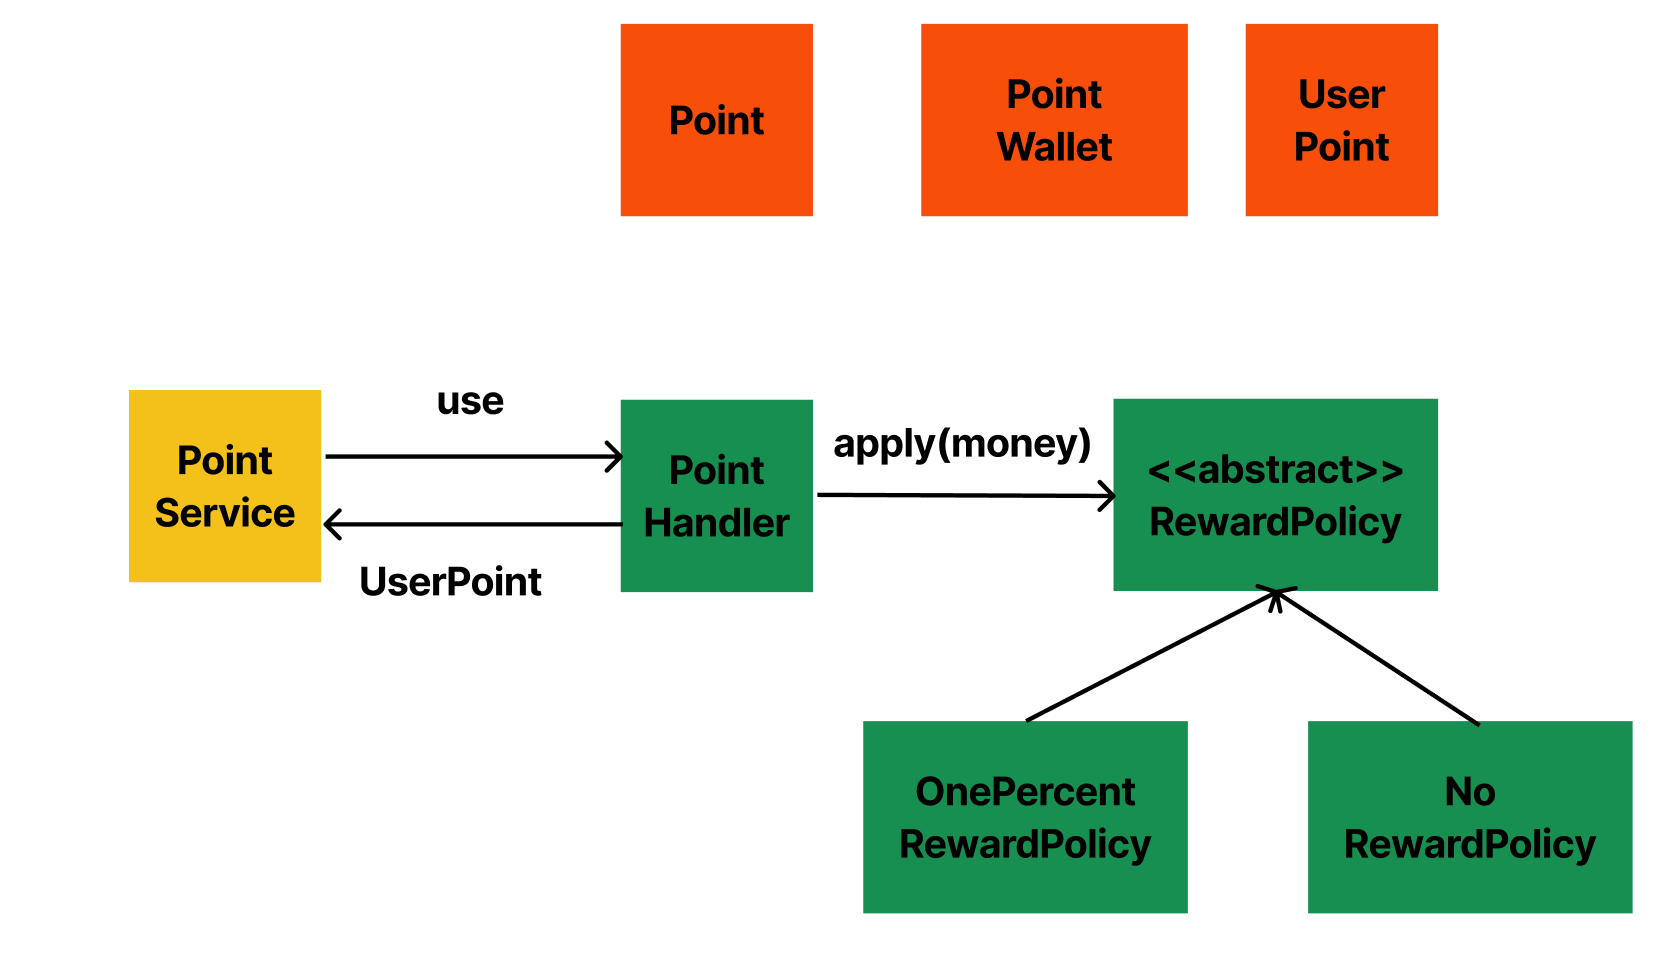 Point
Point
Wallet
User
Point
use
Point
Service
UserPoint
Point
Handler
apply(money)
<<abstract>>
RewardPolicy
OnePercent
RewardPolicy
No
RewardPolicy